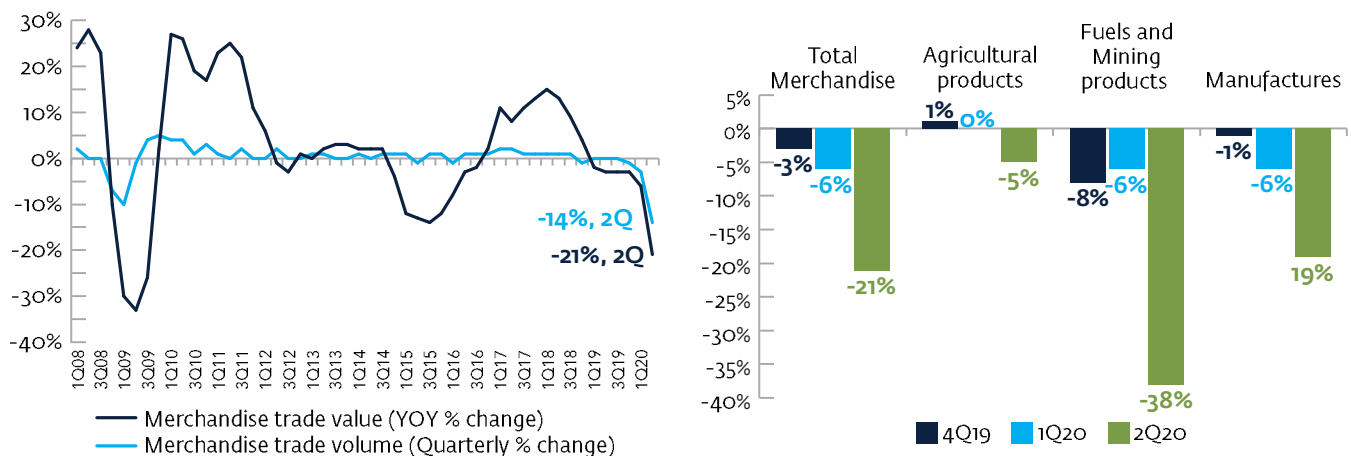 30%
20%
10%
0%
-10%
-20%
-30%
-40%
-14%, 2Q
-21%, 2Q
1Q08
3Q08
1Q09
3Q09
1Q10
3Q10
1Q11
3Q11
1Q12
3Q12
1Q13
3Q13
1Q14
3Q14
1Q15
3Q15
1Q16
3Q16
1Q17
3Q17
1Q18
3Q18
1Q19
3Q19
1Q20
Merchandise trade value (YOY % change)
Merchandise trade volume (Quarterly % change)
Total
Merchandise
Agricultural
products
Fuels and
Mining
products
Manufactures
5%
0%
-5%
-10%
-15%
-20%
-25%
-30%
-35%
-40%
-3%
-6%
-21%
1%
0%
-5%
-8%
-6%
-38%
-1%
-6%
19%
4Q19
1Q20
2Q20